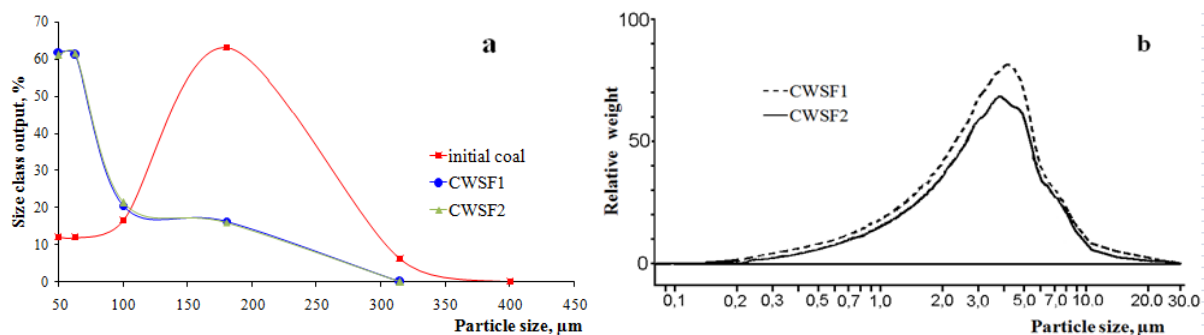 a
Size class output, %
70
60
50
40
30
20
10
0
50 100 150 200 250 300 350 400 450
Particle size, µm
initial coal
CWSF1
CWSF2
b
Relative weight
100
50
0
CWSF1
CWSF2
0,1 0,2 0,3 0,5 0,7 1,0 2,0 3,0 5,0 7,0 10.0 20.0 30,0
Particle size, µm